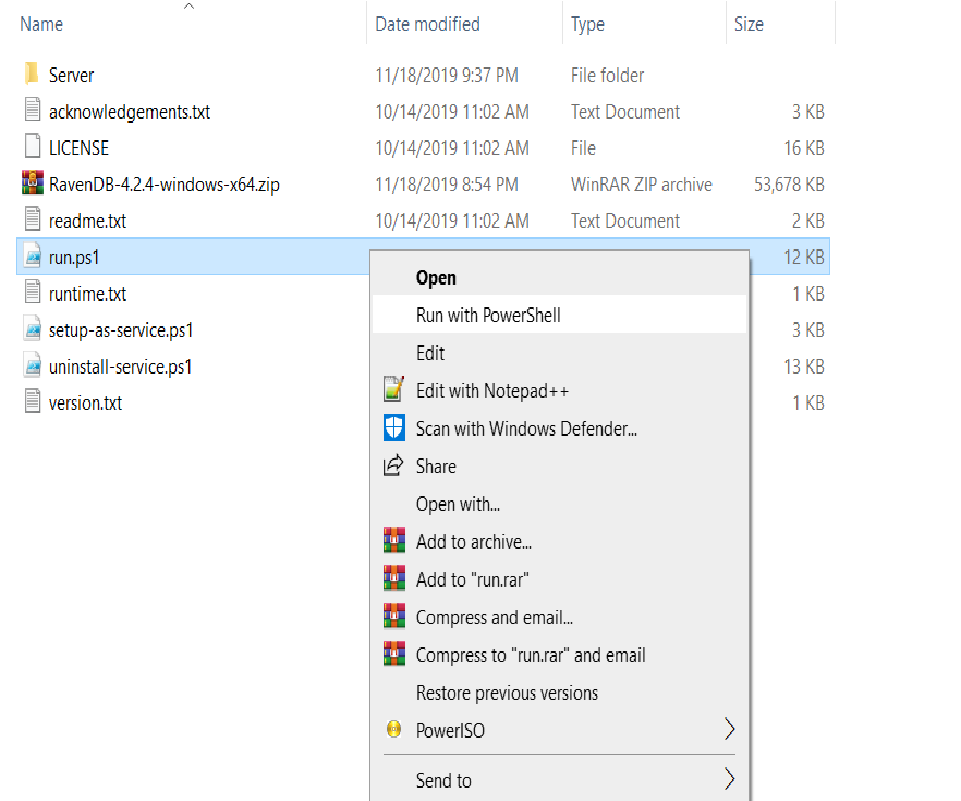 Name Date modified Type Size
Server 11/18/2019 9:37 PM File folder
acknowledgements.txt 10/14/2019 11:02 AM Text Document 3 KB
LICENSE 10/14/2019 11:02 AM File 16 KB
RavenDB-4.2.4-windows-x64.zip 11/18/2019 8:54 PM WinRAR ZIP archive 53,678 KB
readme.txt 10/14/2019 11:02 AM Text Document 2 KB
run.ps1 12 KB
runtime.txt 1 KB
setup-as-service.ps1 3 KB
uninstall-service.ps1 13 KB
version.txt 1 KB
Open
Run with PowerShell
Edit
Edit with Notepad++
Scan with Windows Defender...
Share
Open with...
Add to archive...
Add to "run.rar"
Compress and email...
Compress to "run.rar" and email
Restore previous versions
PowerISO
Send to